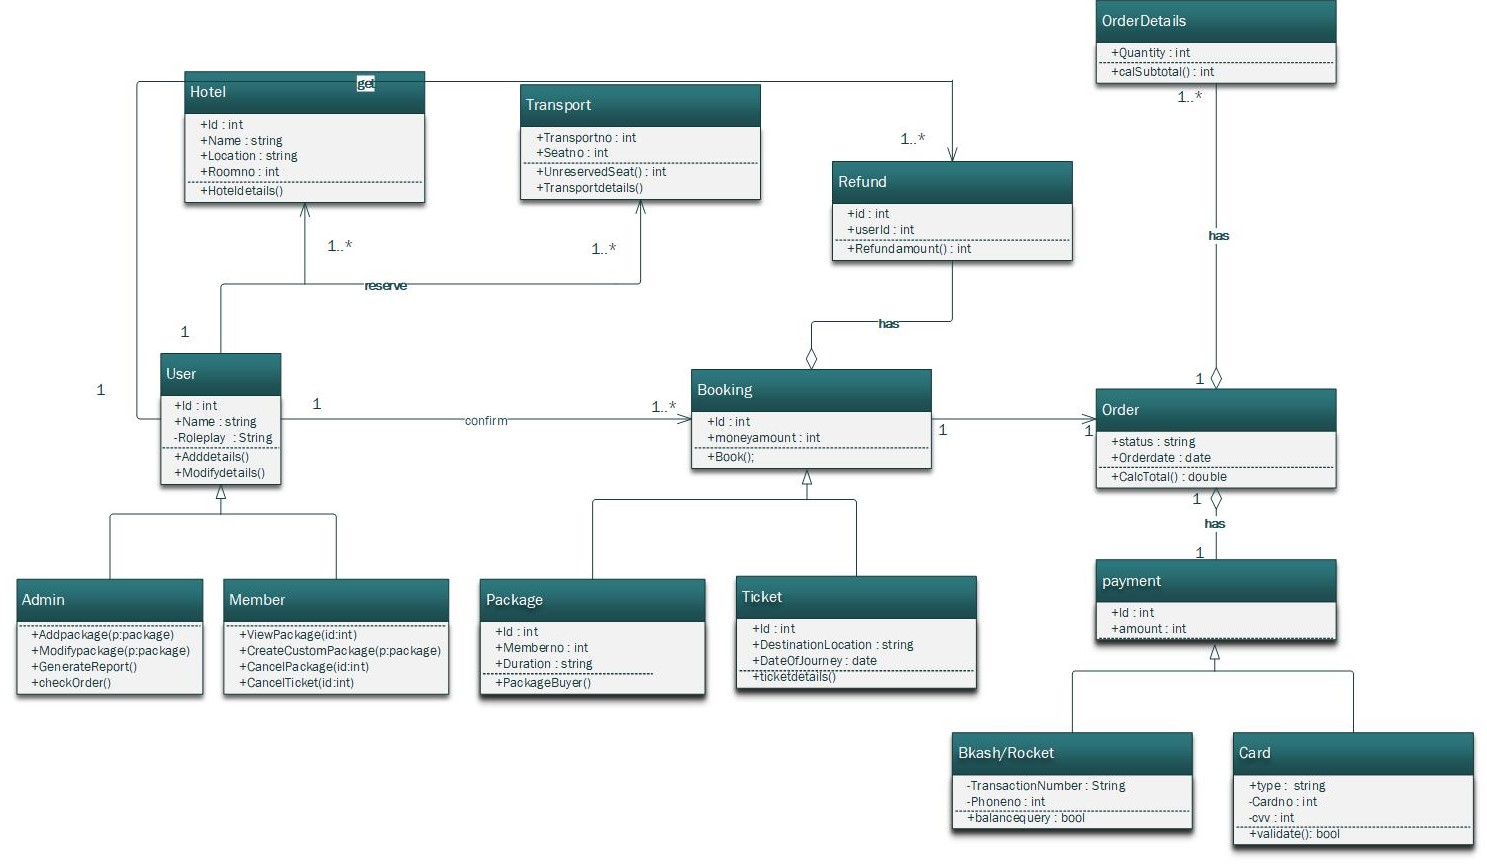 OrderDetails
+Quantity : int
+calSubtotal() : int
1..*
has
1
get
Hotel
+Id : int
+Name : string
+Location : string
+Roomno : int
+Hoteldetails()
Transport
+Transportno : int
+Seatno : int
+UnreservedSeat() : int
+Transportdetails()
1..*
Refund
+id : int
+userId : int
+Refundamount() : int
1..*
1..*
reserve
has
1
1
User
+Id : int
+Name : string
-Roleplay : String
+Adddetails()
+Modifydetails()
1
confirm
1..*
Booking
+Id : int
+moneyamount : int
+Book();
1
1
Order
+status : string
+Orderdate : date
+CalcTotal() : double
1
has
1
Admin
+Addpackage(p:package)
+Modifypackage(p:package)
+GenerateReport()
+checkOrder()
Member
+ViewPackage(id:int)
+CreateCustomPackage(p:package)
+CancelPackage(id:int)
+CancelTicket(id:int)
Package
+Id : int
+Memberno : int
+Duration : string
+PackageBuyer()
Ticket
+Id : int
+DestinationLocation : string
+DateOfJourney : date
+ticketdetails()
payment
+Id : int
+amount : int
Bkash/Rocket
-TransactionNumber : String
-Phoneno : int
+balancequery : bool
Card
+type : string
-Cardno : int
-cvv : int
+validate(): bool